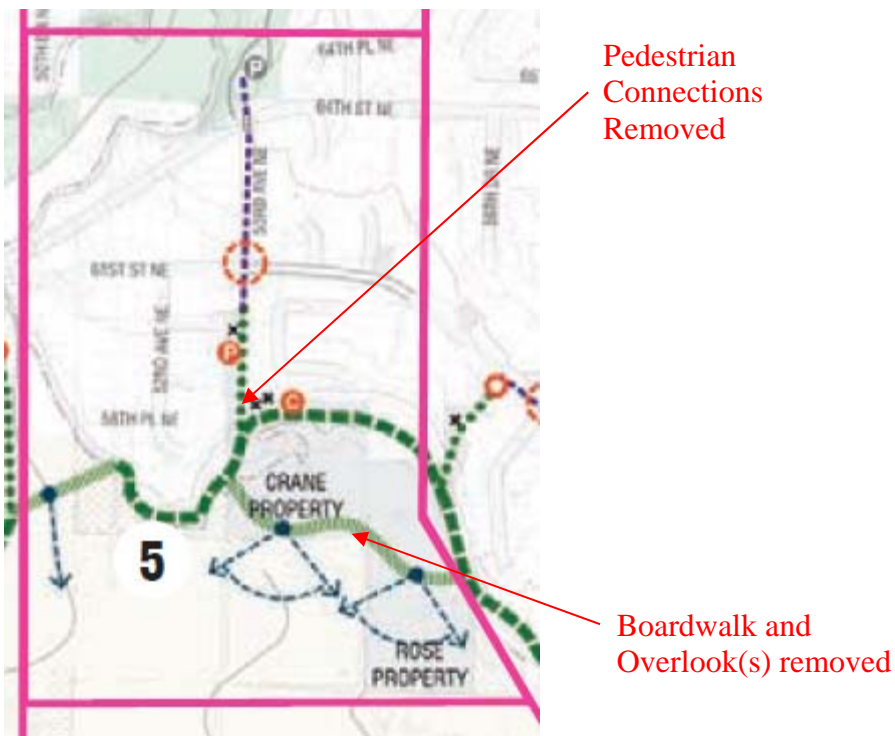 Pedestrian
Connections
Removed
64TH PL NE
P
64TH ST NE
53RD AVE NE
61ST ST NE
53RD AVE NE
P
C
58TH PL NE
CRANE
PROPERTY
5
ROSE
PROPERTY
Boardwalk and
Overlook(s) removed